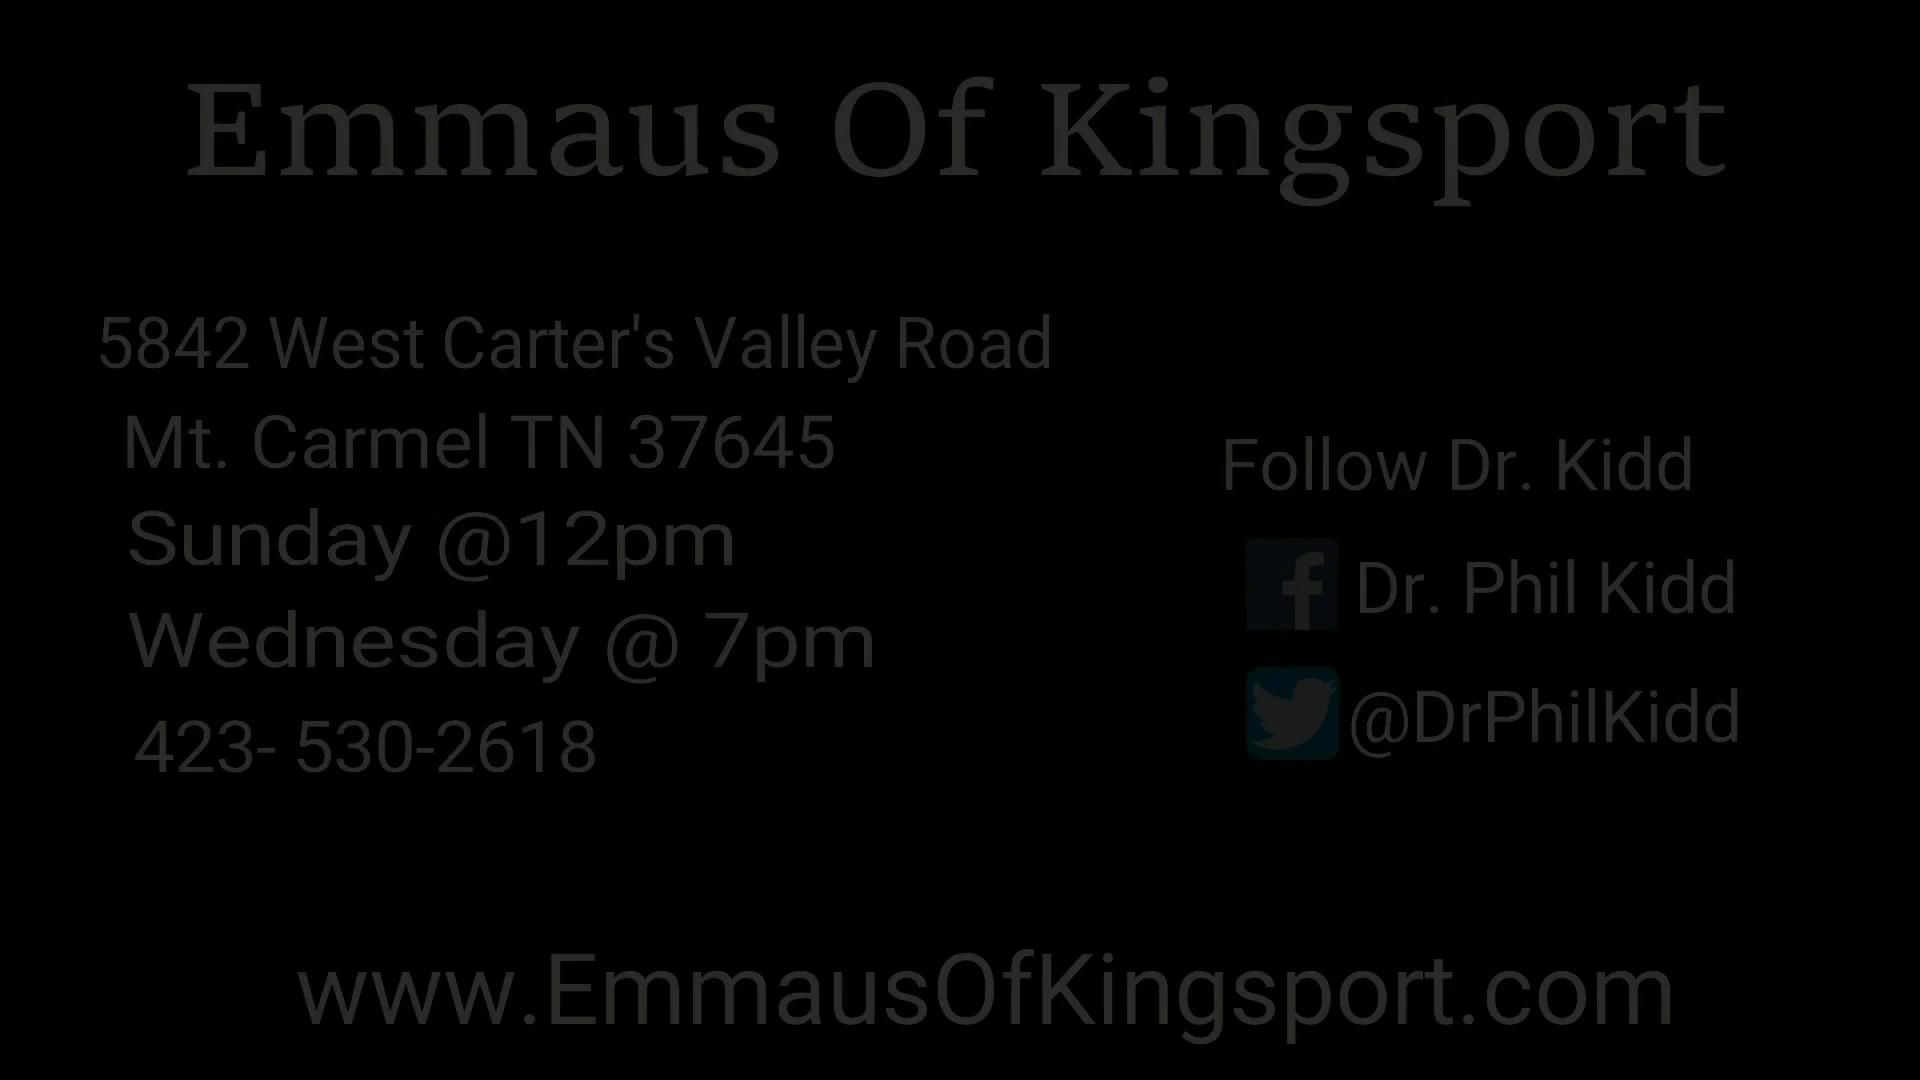 Emmaus Of Kingsport
5842 West Carter's Valley Road
Mt. Carmel TN 37645
Sunday @12pm
Wednesday @ 7pm
423- 530-2618
Follow Dr. Kidd
Dr. Phil Kidd
@DrPhilKidd
www.EmmausOfKingsport.com